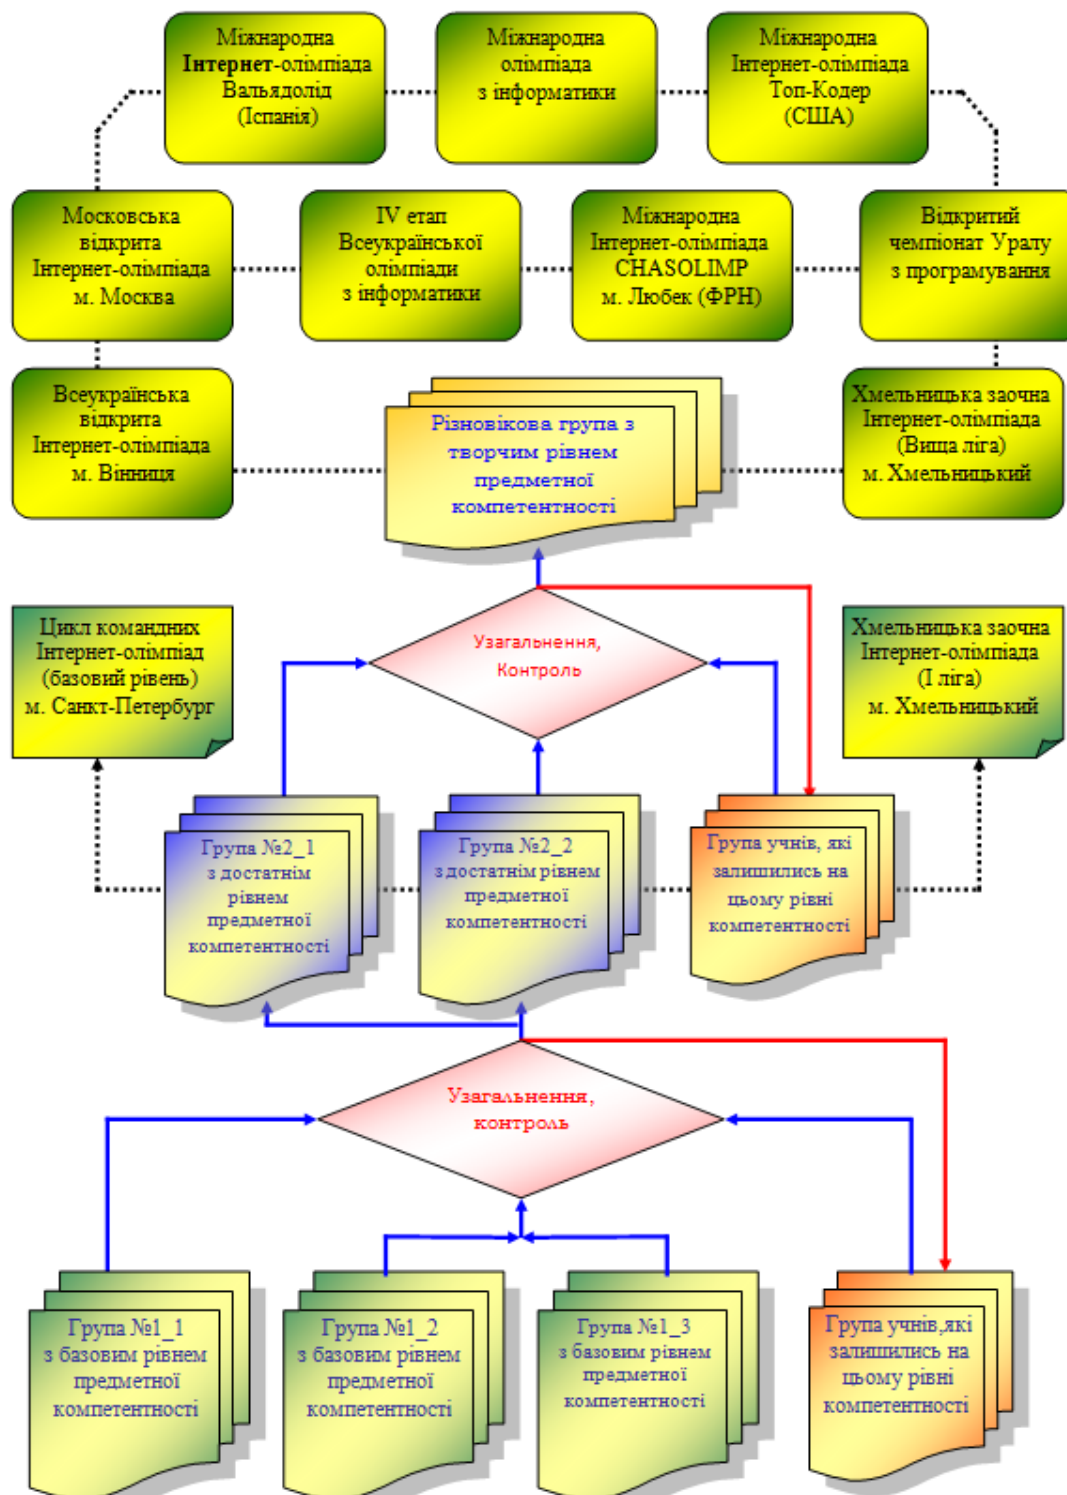 Міжнародна
Інтернет-олімпіада
Вальядолід
(Іспанія)
Міжнародна
олімпіада
з інформатики
Міжнародна
Інтернет-олімпіада
Топ-Кодер
(США)
Московська
відкрита
Інтернет-олімпіада
м. Москва
IV етап
Всеукраїнської
олімпіади
з інформатики
Міжнародна
Інтернет-олімпіада
CHASOLIMP
м. Любек (ФРН)
Відкритий
чемпіонат Уралу
з програмування
Всеукраїнська
відкрита
Інтернет-олімпіада
м. Вінниця
Різновікова група з
творчим рівнем
предметної
компетентності
Хмельницька заочна
Інтернет-олімпіада
(Вища ліга)
м. Хмельницький
Цикл командних
Інтернет-олімпіад
(базовий рівень)
м. Санкт-Петербург
Узагальнення,
Контроль
Хмельницька заочна
Інтернет-олімпіада
(І ліга)
м. Хмельницький
Група №2_1
з достатнім
рівнем
предметної
компетентності
Група №2_2
з достатнім рівнем
предметної
компетентності
Група учнів, які
залишились на
цьому рівні
компетентності
Узагальнення,
контроль
Група №1_1
з базовим рівнем
предметної
компетентності
Група №1_2
з базовим рівнем
предметної
компетентності
Група №1_3
з базовим рівнем
предметної
компетентності
Група учнів,які
залишились на
цьому рівні
компетентності